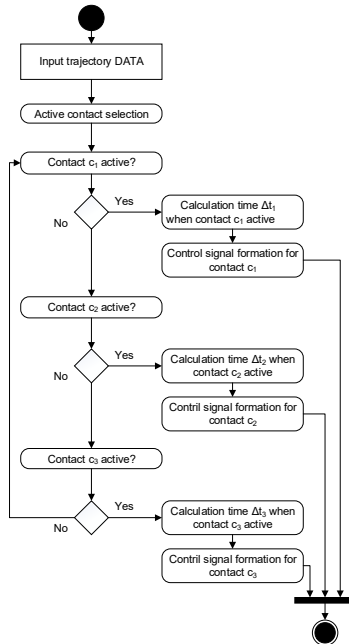 Input trajectory DATA
Active contact selection
Contact c₁ active?
Yes
No
Calculation time Δt₁
when contact c₁ active
Control signal formation for
contact c₁
Contact c₂ active?
Yes
No
Calculation time Δt₂ when
contact c₂ active
Contril signal formation for
contact c₂
Contact c₃ active?
Yes
No
Calculation time Δt₃ when
contact c₃ active
Contril signal formation for
contact c₃